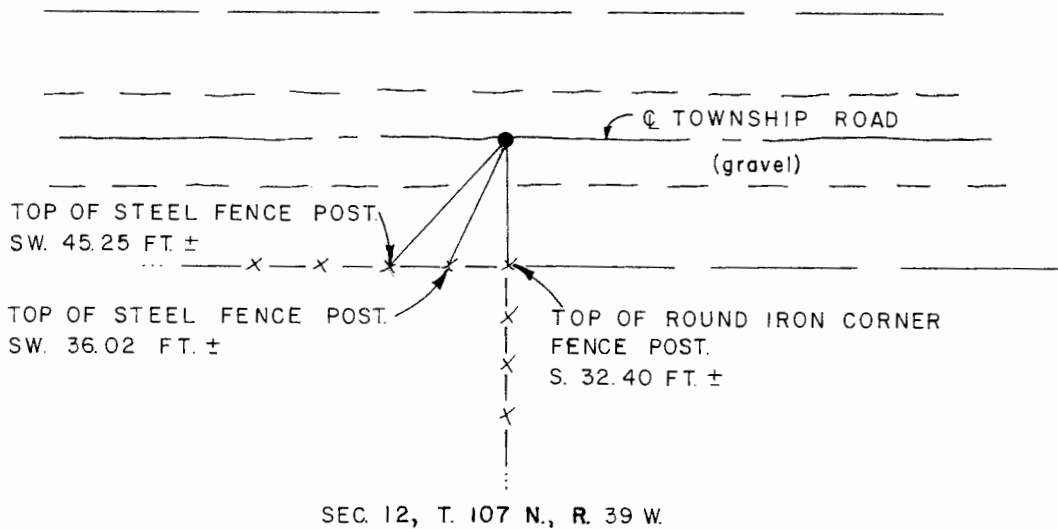 ℄ TOWNSHIP ROAD
(gravel)
TOP OF STEEL FENCE POST.
SW. 45.25 FT. ±
TOP OF STEEL FENCE POST.
SW. 36.02 FT. ±
TOP OF ROUND IRON CORNER
FENCE POST.
S. 32.40 FT. ±
SEC. 12, T. 107 N., R. 39 W.